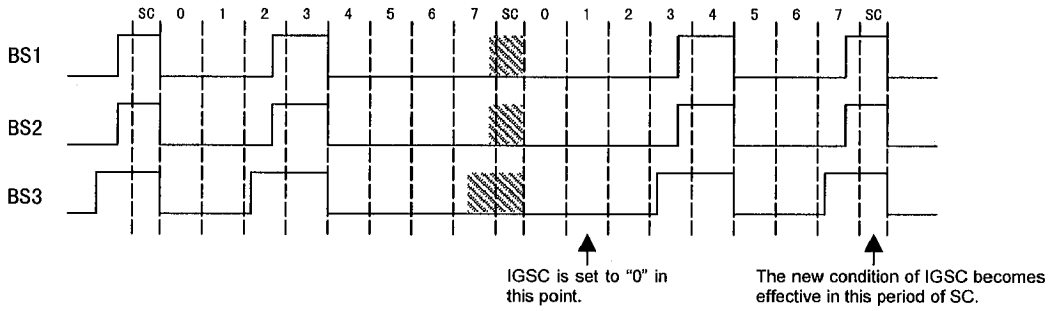 SC 0 1 2 3 4 5 6 7 SC 0 1 2 3 4 5 6 7 SC
BS1
BS2
BS3
IGSC is set to “0” in
this point.
The new condition of IGSC becomes
effective in this period of SC.